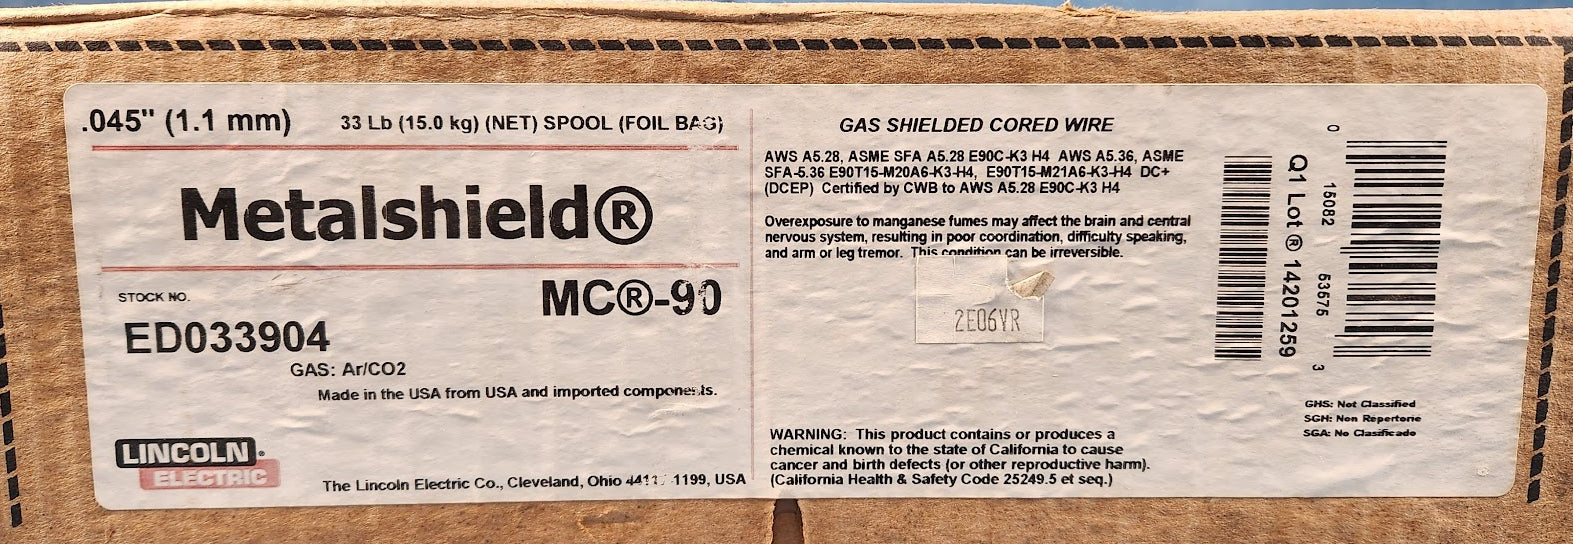 .045" (1.1 mm)
33 Lb (15.0 kg) (NET) SPOOL (FOIL BAG)
Metalshield®
MC®-90
STOCK NO.
ED033904
GAS: Ar/CO2
Made in the USA from USA and imported components.
LINCOLN
ELECTRIC
The Lincoln Electric Co., Cleveland, Ohio 1199, USA
GAS SHIELDED CORED WIRE
AWS A5.28, ASME SFA A5.28 E90C-K3 H4 AWS A5.36, ASME
SFA-5.36 E90T15-M20A6-K3-H4, E90T15-M21A6-K3-H4 DC+
(DCEP) Certified by CWB to AWS A5.28 E90C-K3 H4
Overexposure to manganese fumes may affect the brain and central
nervous system, resulting in poor coordination, difficulty speaking,
and arm or leg tremor. This condition can be irreversible.
2E06VR
WARNING: This product contains or produces a
chemical known to the state of California to cause
cancer and birth defects (or other reproductive harm).
(California Health & Safety Code 25249.5 et seq.)
Q1 Lot ® 14201259
0 15082 53575 3
GHS: Not Classified
SGH: Non Repertorie
SGA: No Clasificado